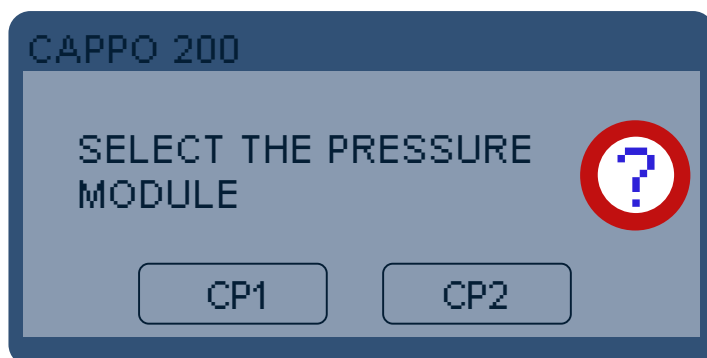 CAPPO 200
SELECT THE PRESSURE
MODULE
?
CP1 CP2